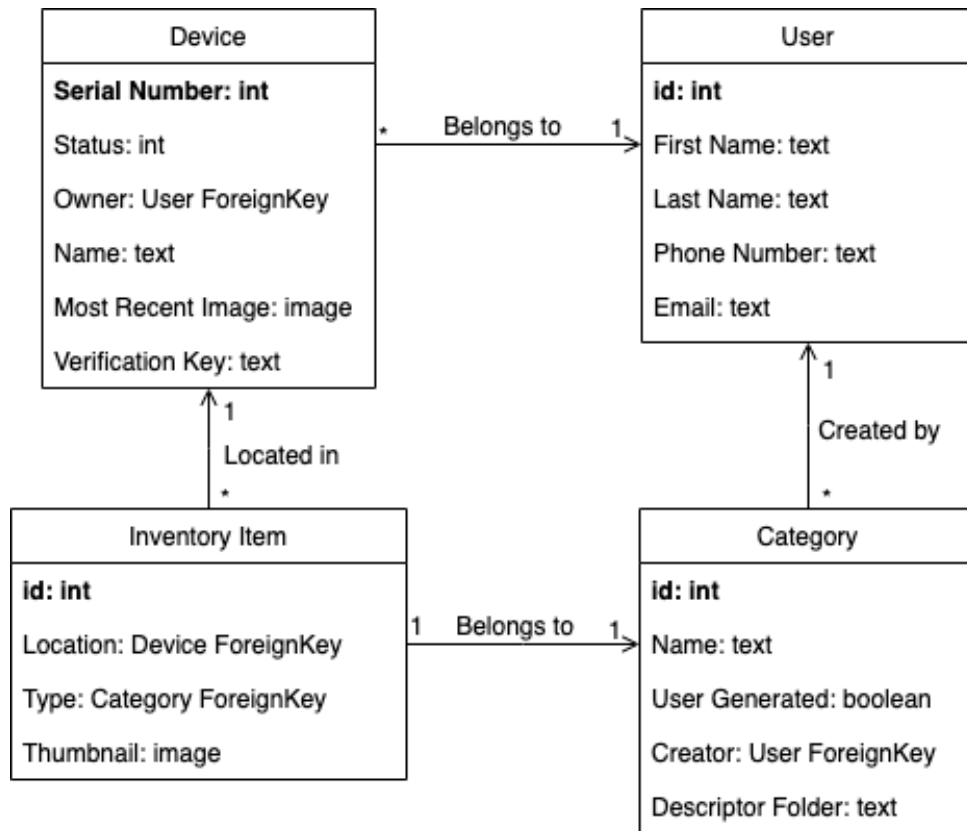 Device
Serial Number: int
Status: int
Owner: User ForeignKey
Name: text
Most Recent Image: image
Verification Key: text
* Belongs to 1
User
id: int
First Name: text
Last Name: text
Phone Number: text
Email: text
1
Located in
*
1
Created by
*
Inventory Item
id: int
Location: Device ForeignKey
Type: Category ForeignKey
Thumbnail: image
1 Belongs to 1
Category
id: int
Name: text
User Generated: boolean
Creator: User ForeignKey
Descriptor Folder: text